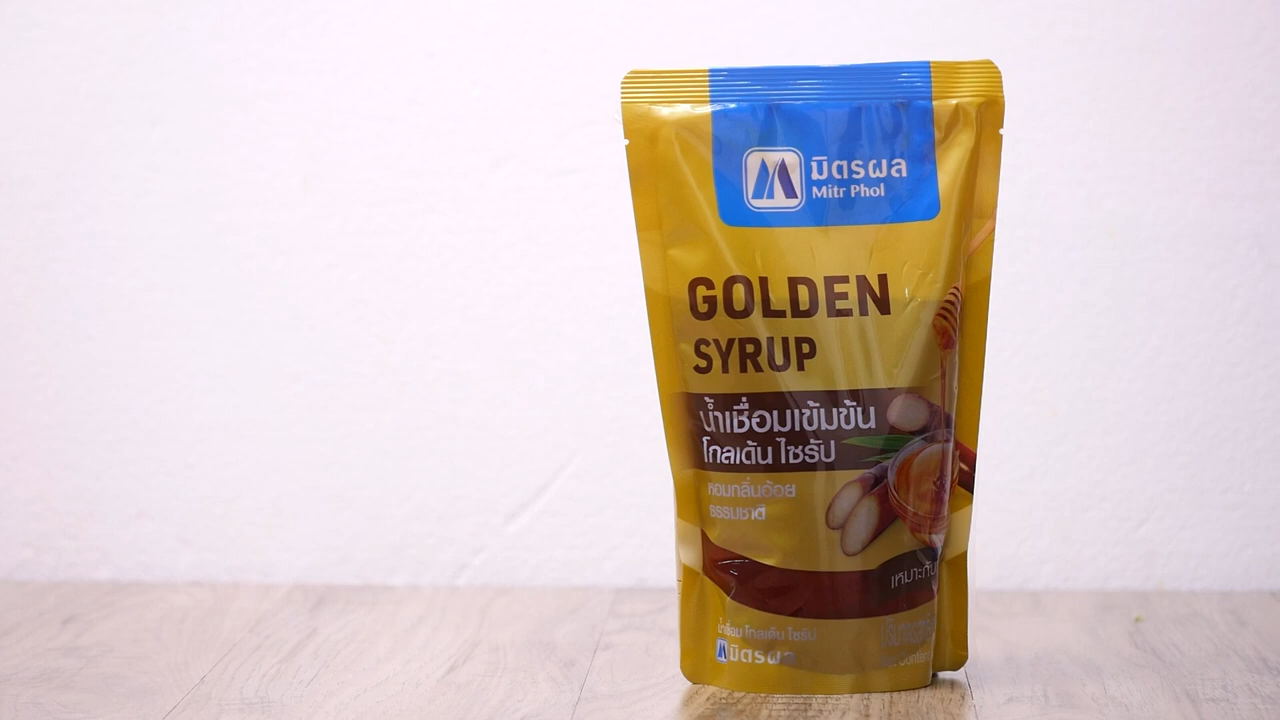 มิตรผล
Mitr Phol
GOLDEN
SYRUP
น้ำเชื่อมเข้มข้น
โกลเด้น ไซรัป
หอมกลิ่นอ้อย
ธรรมชาติ
เหมาะกับ
น้ำเชื่อม โกลเด้น ไซรัป
มิตรผล